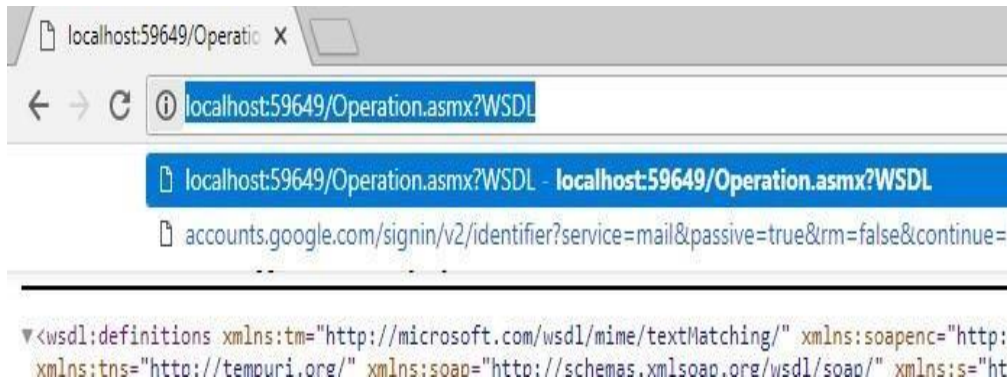 localhost:59649/Operatio
localhost:59649/Operation.asmx?WSDL
localhost:59649/Operation.asmx?WSDL - localhost:59649/Operation.asmx?WSDL
accounts.google.com/signin/v2/identifier?service=mail&passive=true&rm=false&continue=
▼<wsdl:definitions xmlns:tm="http://microsoft.com/wsdl/mime/textMatching/" xmlns:soapenc="http:
xmlns:tns="http://tempuri.org/" xmlns:soap="http://schemas.xmlsoap.org/wsdl/soap/" xmlns:s="ht